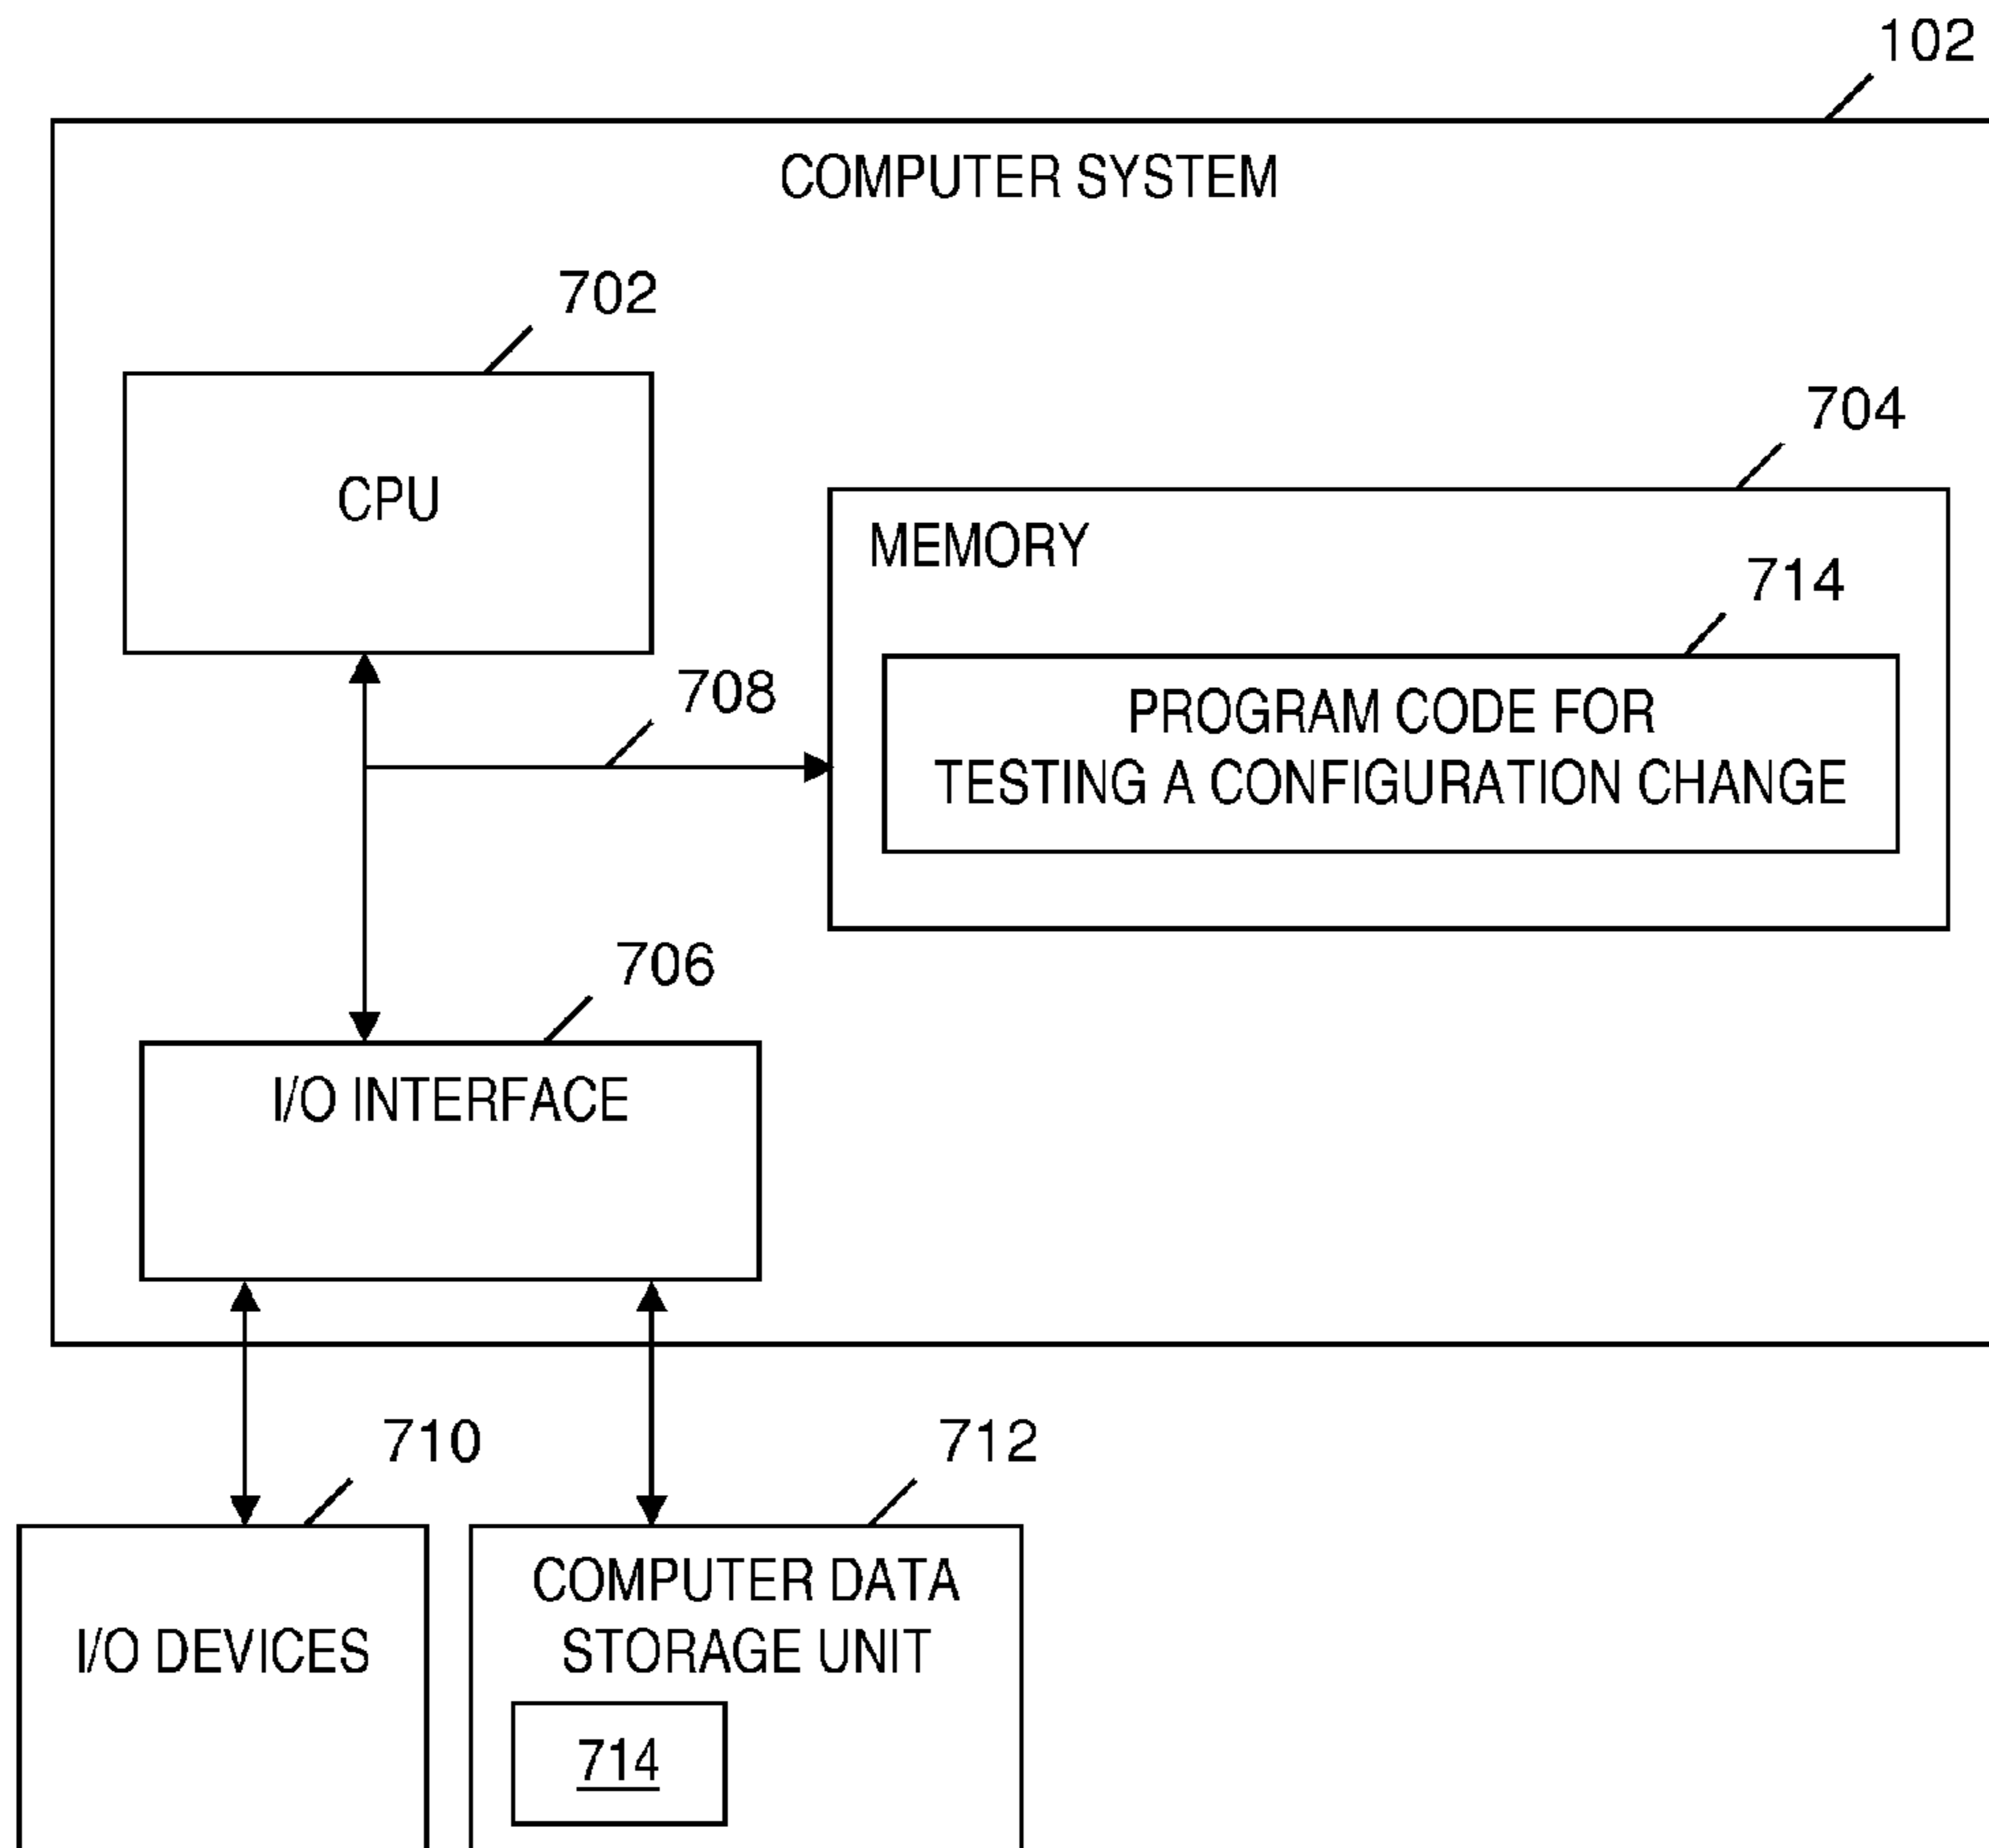 102
COMPUTER SYSTEM
702
CPU
704
MEMORY
714
PROGRAM CODE FOR
TESTING A CONFIGURATION CHANGE
708
706
I/O INTERFACE
710
I/O DEVICES
712
COMPUTER DATA
STORAGE UNIT
714